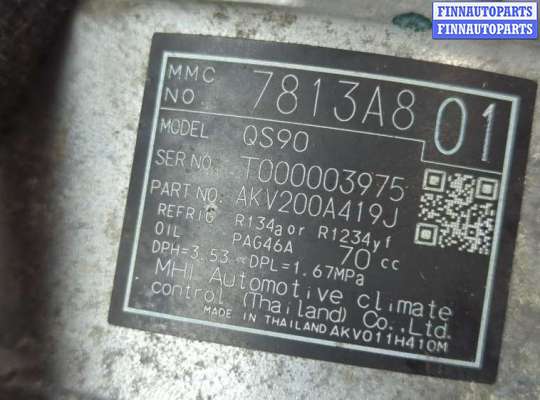 FINNAUTOPARTS
FINNAUTOPARTS
MMC NO 7813A8 01
MODEL QS90
SER NO. T000003975
PART NO. AKV200A419J
REFRIG R134a or R1234yf
OIL PAG46A 70 cc
DPH=3.53 DPL=1.67MPa
MHI Automotive climate
control (Thailand) Co.,Ltd.
MADE IN THAILAND AKV011H410M